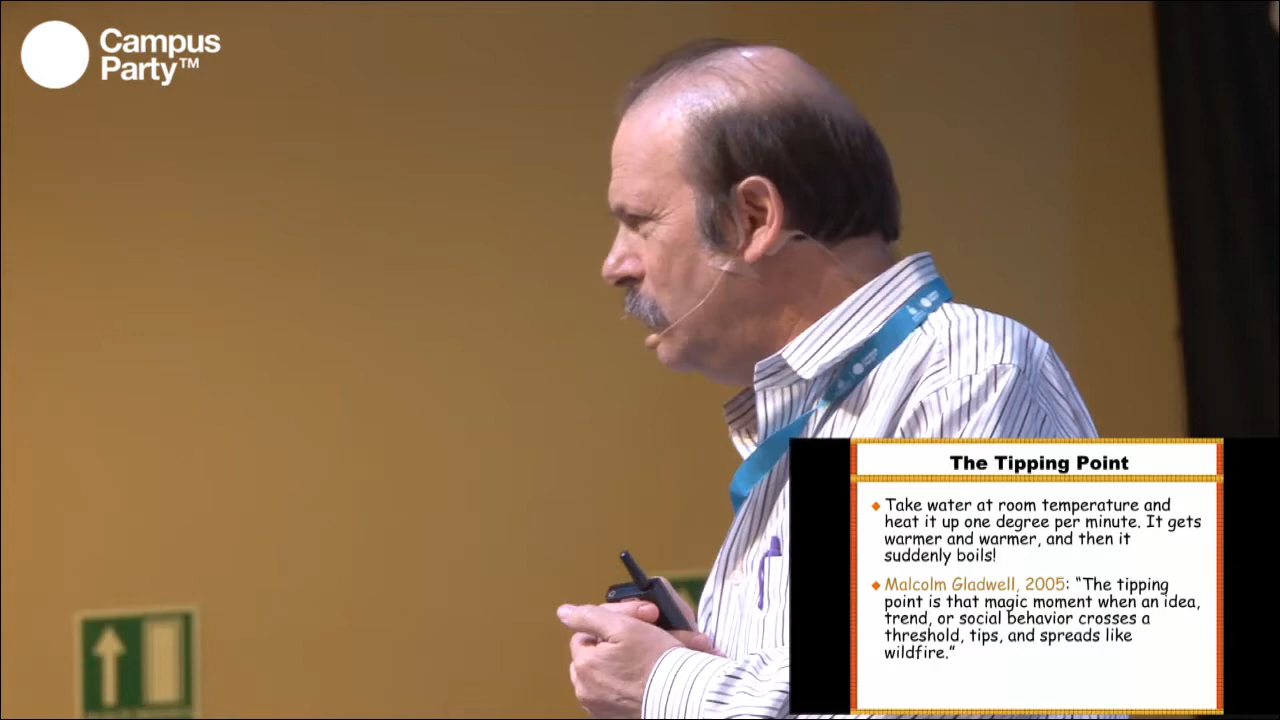 Campus
Party™
The Tipping Point
Take water at room temperature and
heat it up one degree per minute. It gets
warmer and warmer, and then it
suddenly boils!
Malcolm Gladwell, 2005: “The tipping
point is that magic moment when an idea,
trend, or social behavior crosses a
threshold, tips, and spreads like
wildfire.”